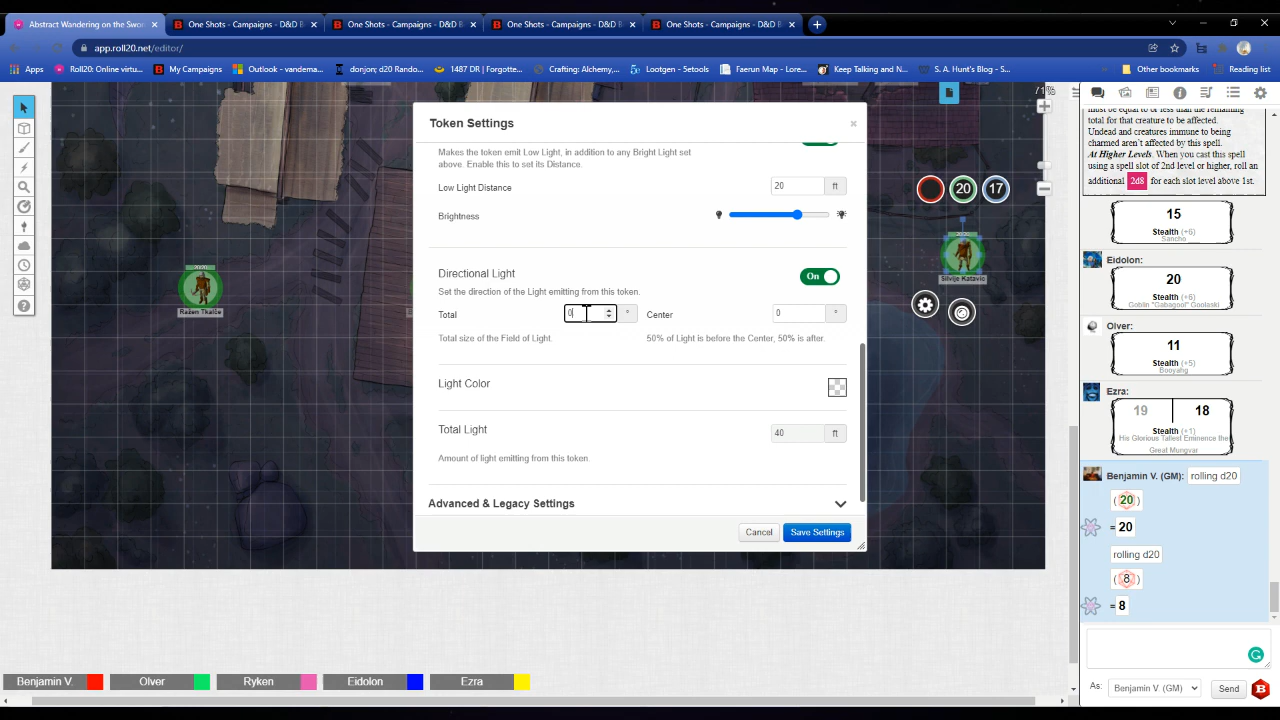 Abstract Wandering on the Swor
One Shots - Campaigns - D&D B
One Shots - Campaigns - D&D B
One Shots - Campaigns - D&D B
One Shots - Campaigns - D&D B
app.roll20.net/editor/
Apps
Roll20: Online virtu...
My Campaigns
Outlook - vandema...
donjon; d20 Rando...
1487 DR | Forgotte...
Crafting: Alchemy,...
Lootgen - 5etools
Faerun Map - Lore...
Keep Talking and N...
S. A. Hunt's Blog - S...
Other bookmarks
Reading list
71%
Token Settings
Makes the token emit Low Light, in addition to any Bright Light set
above. Enable this to set its Distance.
Low Light Distance
20 ft
Brightness
Directional Light
On
Set the direction of the Light emitting from this token.
Total 0 °
Center 0 °
Total size of the Field of Light.
50% of Light is before the Center, 50% is after.
Light Color
Total Light
40 ft
Amount of light emitting from this token.
Advanced & Legacy Settings
Cancel
Save Settings
20/20
Razen Tkalče
20 17
20/20
Silvije Katavić
must be equal to or less than the remaining
total for that creature to be affected.
Undead and creatures immune to being
charmed aren't affected by this spell.
At Higher Levels. When you cast this spell
using a spell slot of 2nd level or higher, roll an
additional 2d8 for each slot level above 1st.
15
Stealth (+6)
Sancho
Eidolon:
20
Stealth (+6)
Goblin "Gabagool" Goolaski
Olver:
11
Stealth (+5)
Booyahg
Ezra:
19 18
Stealth (+1)
His Glorious Tallest Eminence the
Great Mungvar
Benjamin V. (GM): rolling d20
(20)
= 20
rolling d20
(8)
= 8
As: Benjamin V. (GM)
Send
Benjamin V.
Olver
Ryken
Eidolon
Ezra